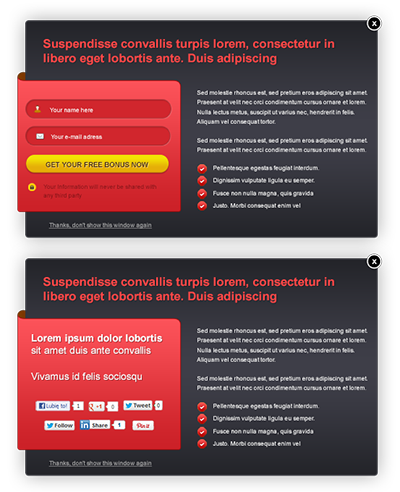 x
Suspendisse convallis turpis lorem, consectetur in
libero eget lobortis ante. Duis adipiscing
Your name here
Your e-mail adress
GET YOUR FREE BONUS NOW
Your information will never be shared with
any third party
Sed molestie rhoncus est, sed pretium eros adipiscing sit amet.
Praesent at velit nec orci condimentum cursus ornare et lorem.
Nulla lectus metus, suscipit ut varius nec, hendrerit in felis.
Aliquam vel consequat tortor.
Sed molestie rhoncus est, sed pretium eros adipiscing sit amet.
Praesent at velit nec orci condimentum cursus ornare et lorem.
Pellentesque egestas feugiat interdum.
Dignissim vulputate ligula eu semper.
Fusce non nulla magna, quis gravida
Justo. Morbi consequat enim vel
Thanks, don't show this window again
x
Suspendisse convallis turpis lorem, consectetur in
libero eget lobortis ante. Duis adipiscing
Lorem ipsum dolor lobortis
sit amet duis ante convallis
Vivamus id felis sociosqu
Lubię to! 1 +1 0 Tweet 0
Follow Share 1 Pin it
Sed molestie rhoncus est, sed pretium eros adipiscing sit amet.
Praesent at velit nec orci condimentum cursus ornare et lorem.
Nulla lectus metus, suscipit ut varius nec, hendrerit in felis.
Aliquam vel consequat tortor.
Sed molestie rhoncus est, sed pretium eros adipiscing sit amet.
Praesent at velit nec orci condimentum cursus ornare et lorem.
Pellentesque egestas feugiat interdum.
Dignissim vulputate ligula eu semper.
Fusce non nulla magna, quis gravida
Justo. Morbi consequat enim vel
Thanks, don't show this window again